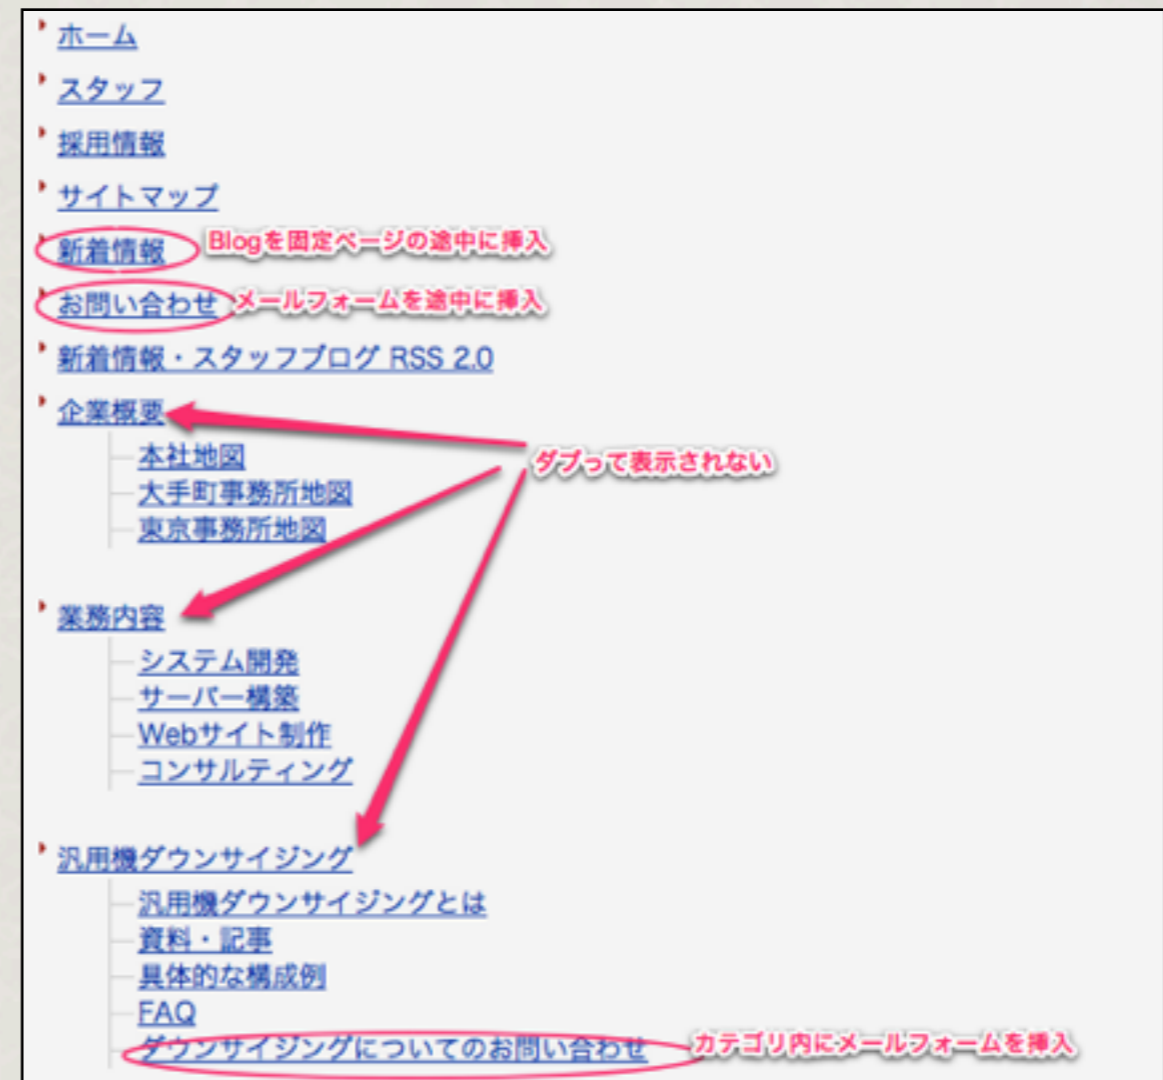 ホーム
スタッフ
採用情報
サイトマップ
新着情報 Blogを固定ページの途中に挿入
お問い合わせ メールフォームを途中に挿入
新着情報・スタッフブログ RSS 2.0
企業概要
本社地図
ダブって表示されない
大手町事務所地図
東京事務所地図
業務内容
システム開発
サーバー構築
Webサイト制作
コンサルティング
汎用機ダウンサイジング
汎用機ダウンサイジングとは
資料・記事
具体的な構成例
FAQ
ダウンサイジングについてのお問い合わせ カテゴリ内にメールフォームを挿入